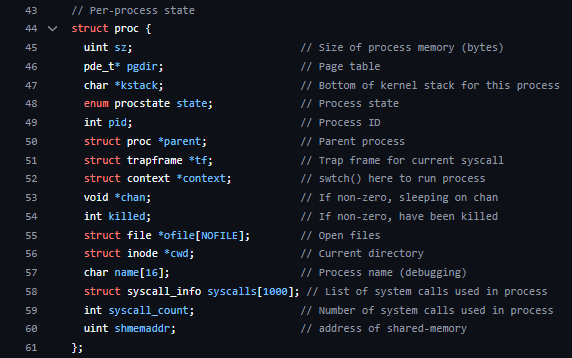 43 // Per-process state
44 struct proc {
45 uint sz; // Size of process memory (bytes)
46 pde_t* pgdir; // Page table
47 char *kstack; // Bottom of kernel stack for this process
48 enum procstate state; // Process state
49 int pid; // Process ID
50 struct proc *parent; // Parent process
51 struct trapframe *tf; // Trap frame for current syscall
52 struct context *context; // swtch() here to run process
53 void *chan; // If non-zero, sleeping on chan
54 int killed; // If non-zero, have been killed
55 struct file *ofile[NOFILE]; // Open files
56 struct inode *cwd; // Current directory
57 char name[16]; // Process name (debugging)
58 struct syscall_info syscalls[1000]; // List of system calls used in process
59 int syscall_count; // Number of system calls used in process
60 uint shmemaddr; // address of shared-memory
61 };